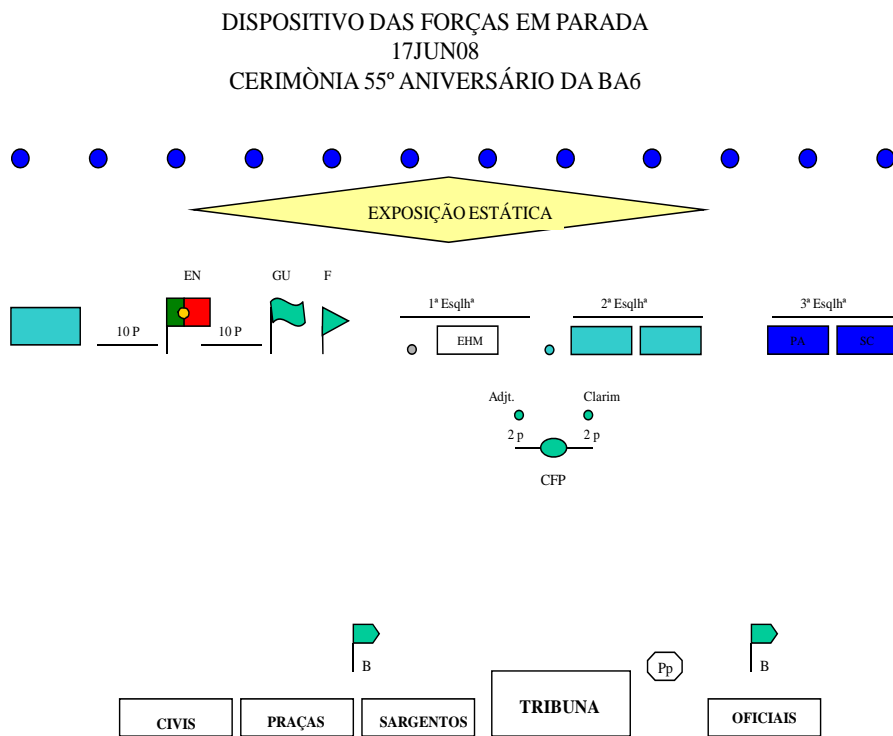 DISPOSITIVO DAS FORÇAS EM PARADA
17JUN08
CERIMÒNIA 55º ANIVERSÁRIO DA BA6
EXPOSIÇÃO ESTÁTICA
EN GU F
1ª Esqlhª 2ª Esqlhª 3ª Esqlhª
10 P 10 P EHM PA SC
Adjt. Clarim
2 p 2 p
CFP
B Pp B
CIVIS PRAÇAS SARGENTOS TRIBUNA OFICIAIS